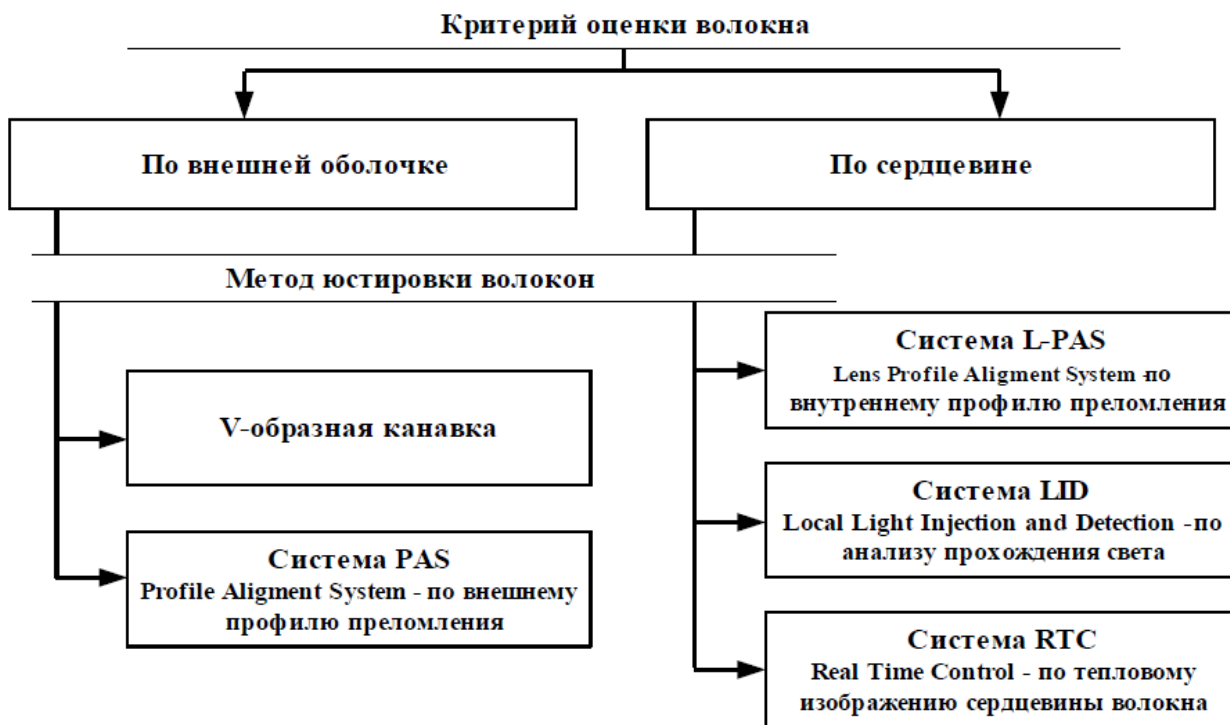 Критерий оценки волокна
По внешней оболочке
По сердцевине
Метод юстировки волокон
V-образная канавка
Система PAS
Profile Aligment System - по внешнему
профилю преломления
Система L-PAS
Lens Profile Aligment System -по
внутреннему профилю преломления
Система LID
Local Light Injection and Detection -по
анализу прохождения света
Система RTC
Real Time Control - по тепловому
изображению сердцевины волокна